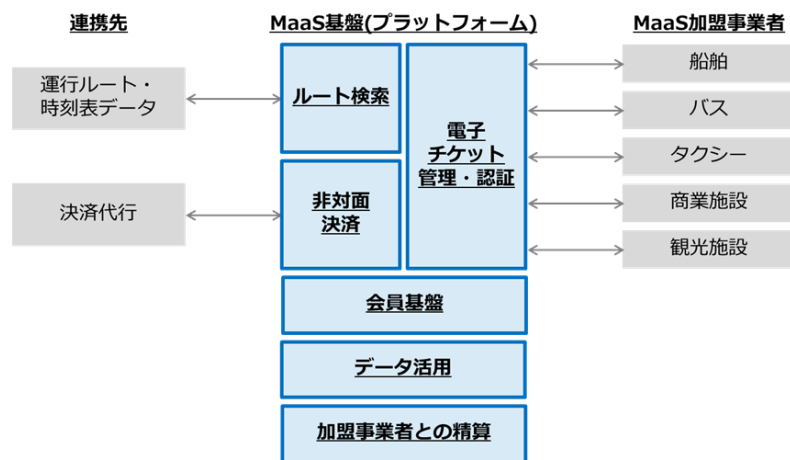 連携先
運行ルート・
時刻表データ
決済代行
MaaS基盤(プラットフォーム)
ルート検索
非対面
決済
電子
チケット
管理・認証
会員基盤
データ活用
加盟事業者との精算
MaaS加盟事業者
船舶
バス
タクシー
商業施設
観光施設